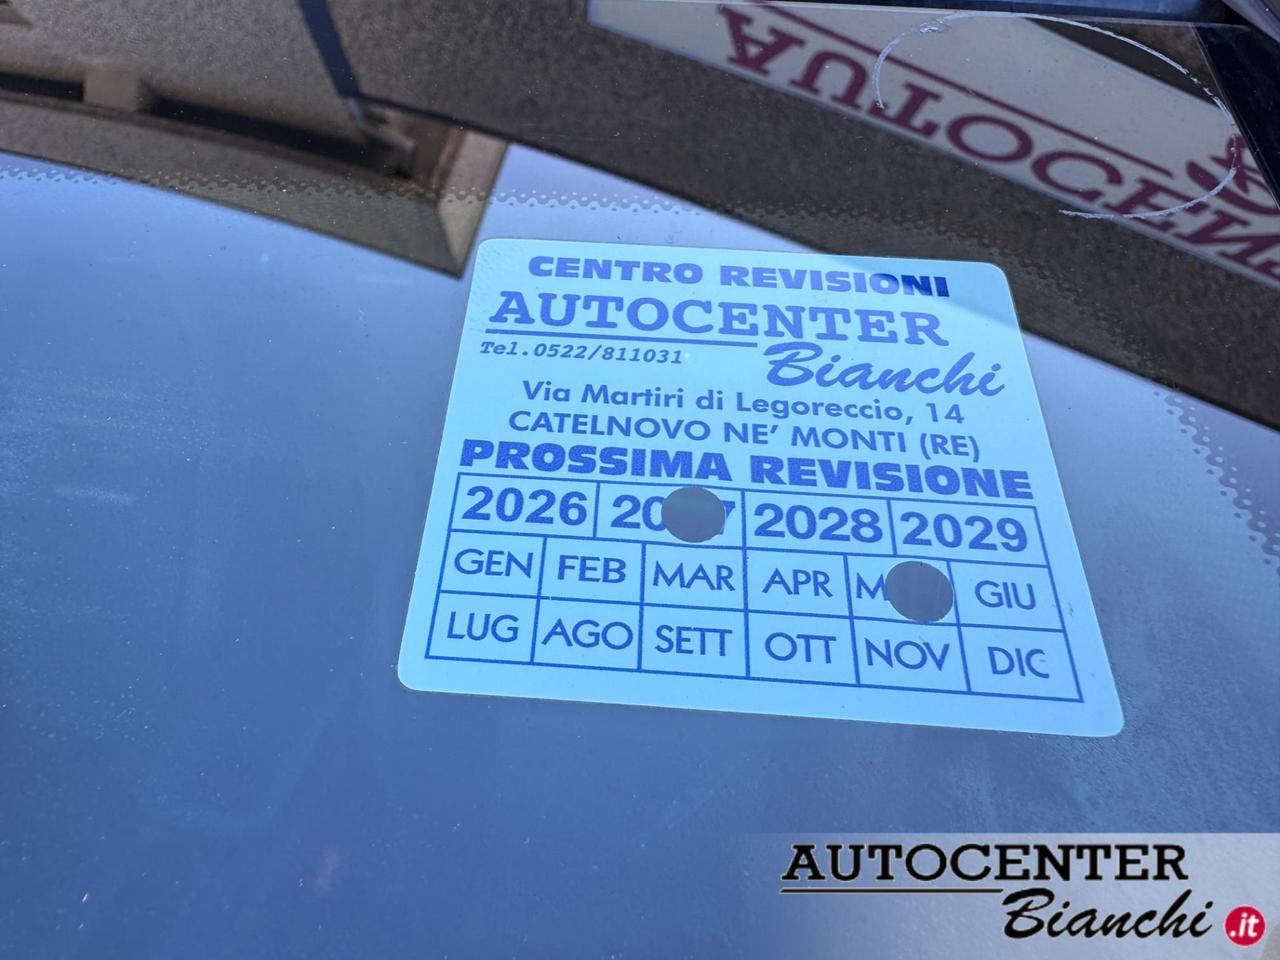 AUTOCEN
CENTRO REVISIONI
AUTOCENTER
Tel.0522/811031
Bianchi
Via Martiri di Legoreccio, 14
CATELNOVO NE' MONTI (RE)
PROSSIMA REVISIONE
2026 2028 2029
GEN FEB MAR APR GIU
LUG AGO SETT OTT NOV DIC
AUTOCENTER
Bianchi .it